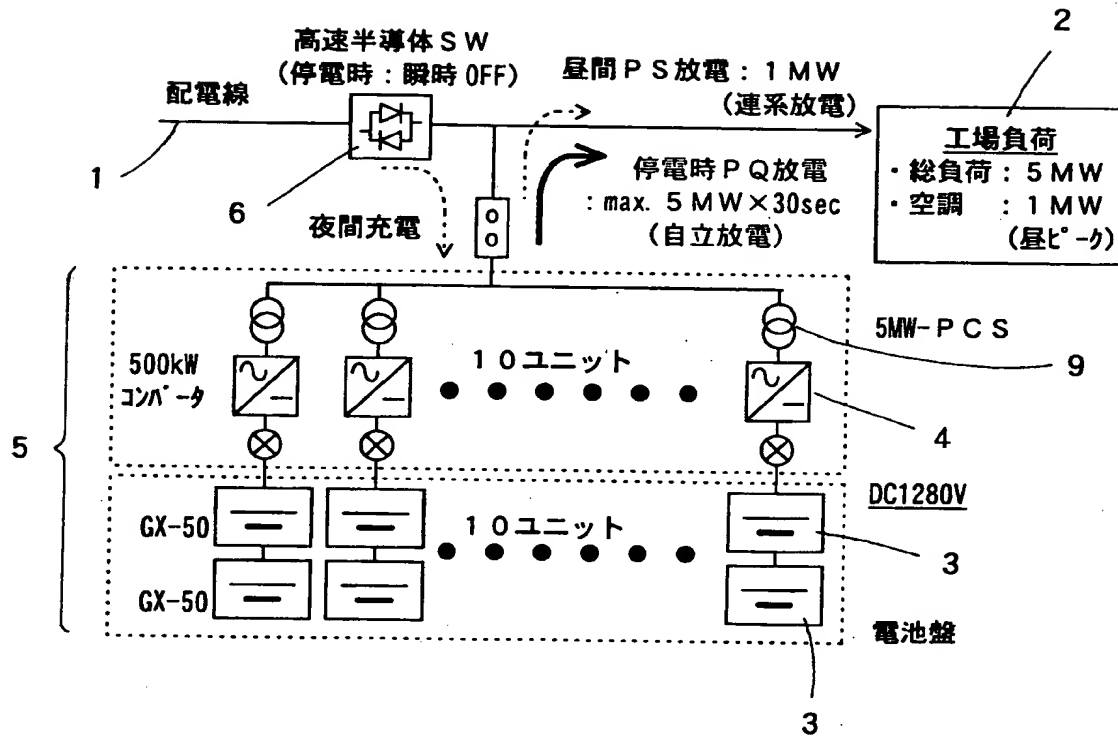 2
高速半導体SW
(停電時:瞬時OFF)
昼間PS放電:1MW
(連系放電)
配電線
1
6
工場負荷
・総負荷:5MW
・空調 :1MW
(昼ピーク)
停電時PQ放電
:max. 5MW×30sec
(自立放電)
夜間充電
5MW-PCS
9
500kW
コンバータ
10ユニット
4
5
DC1280V
GX-50
10ユニット
3
GX-50
電池盤
3